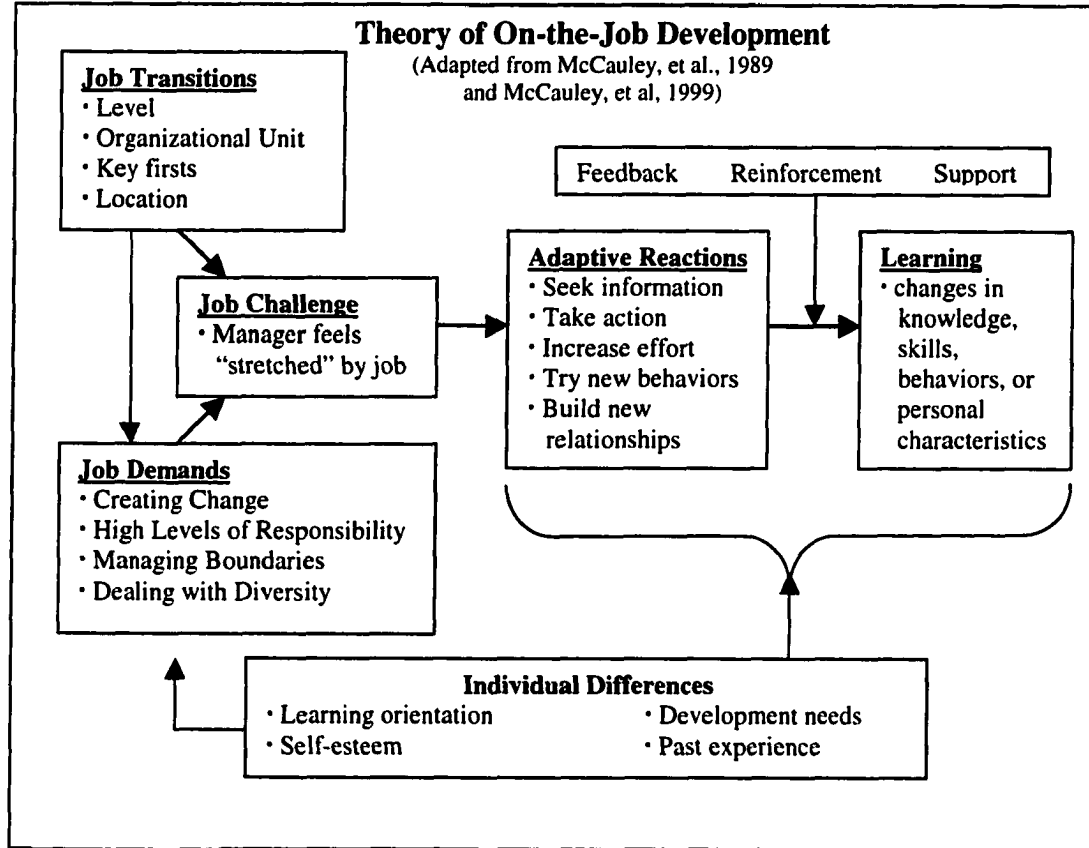 Theory of On-the-Job Development
(Adapted from McCauley, et al., 1989
and McCauley, et al, 1999)
Job Transitions
· Level
· Organizational Unit
· Key firsts
· Location
Feedback Reinforcement Support
Job Challenge
· Manager feels
"stretched" by job
Adaptive Reactions
· Seek information
· Take action
· Increase effort
· Try new behaviors
· Build new
relationships
Learning
· changes in
knowledge,
skills,
behaviors, or
personal
characteristics
Job Demands
· Creating Change
· High Levels of Responsibility
· Managing Boundaries
· Dealing with Diversity
Individual Differences
· Learning orientation
· Self-esteem
· Development needs
· Past experience